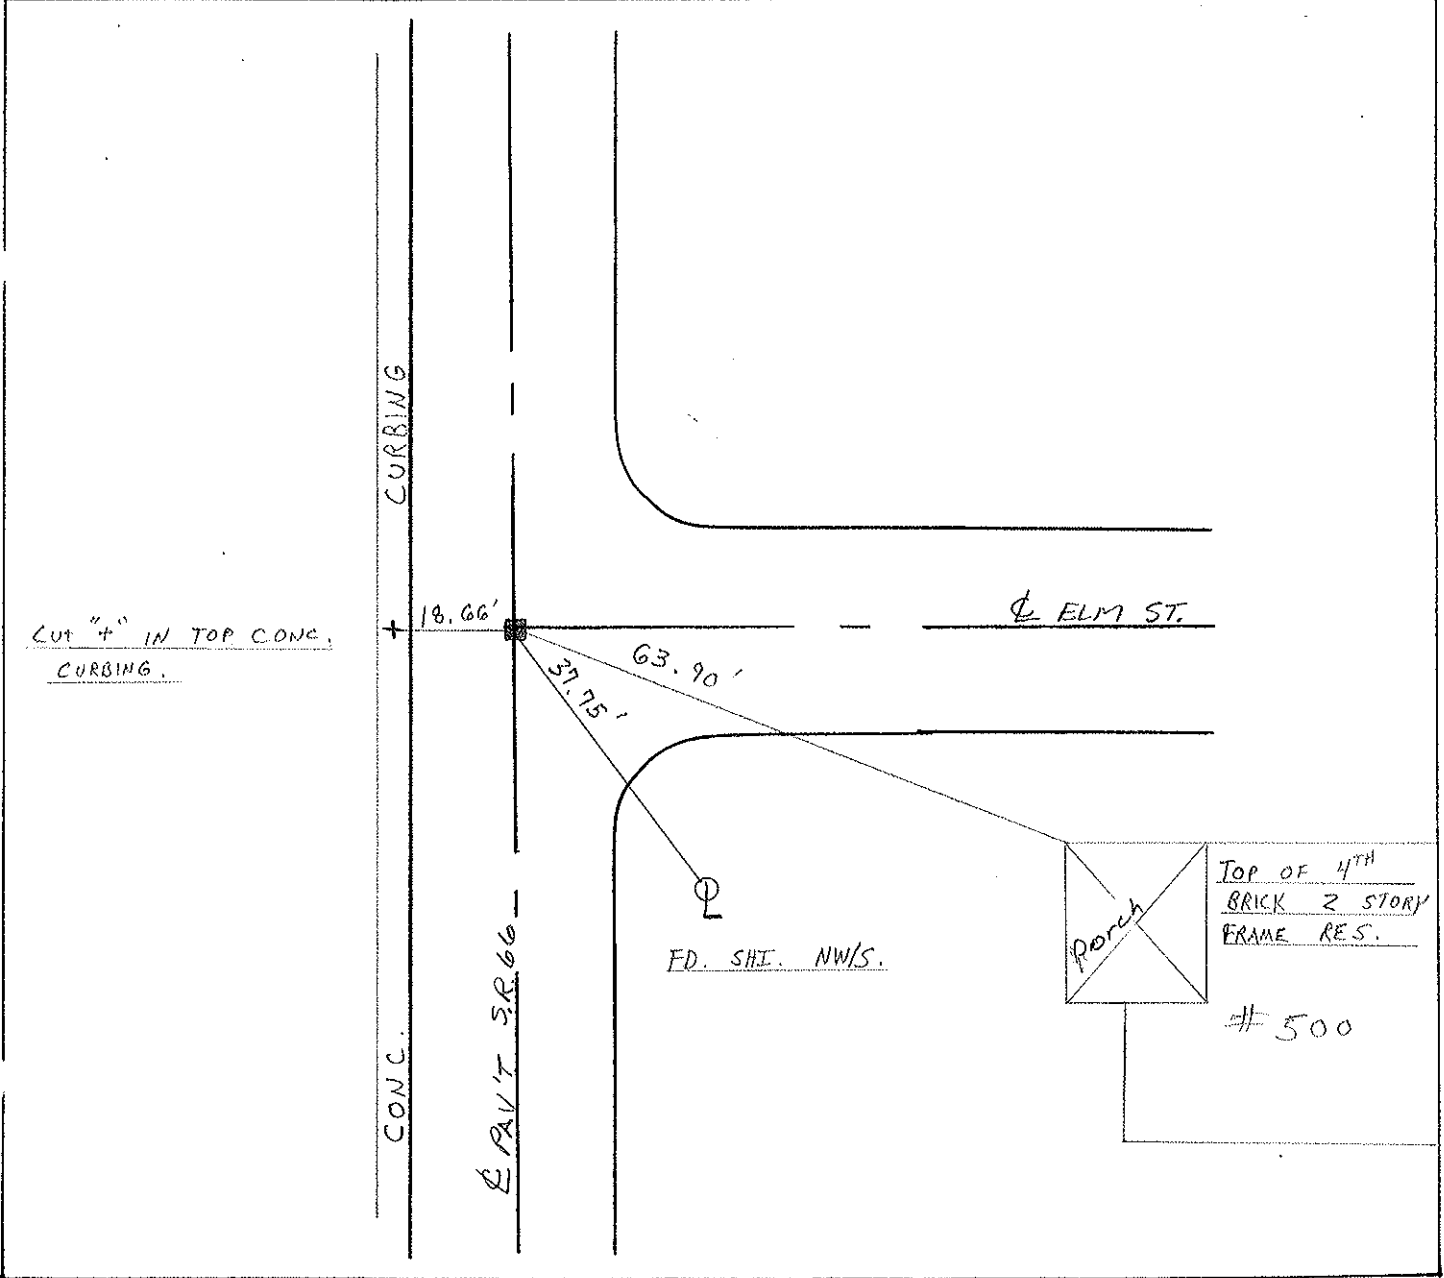 CURBING
18.66'
℄ ELM ST.
CUT "+" IN TOP CONC.
CURBING.
63.90'
37.75'
TOP OF 4TH
BRICK 2 STORY
FRAME RES.
porch
FD. SHI. NW/S.
# 500
CONC.
℄ PAV'T S.R. 66